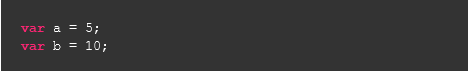 var a = 5;
var b = 10;